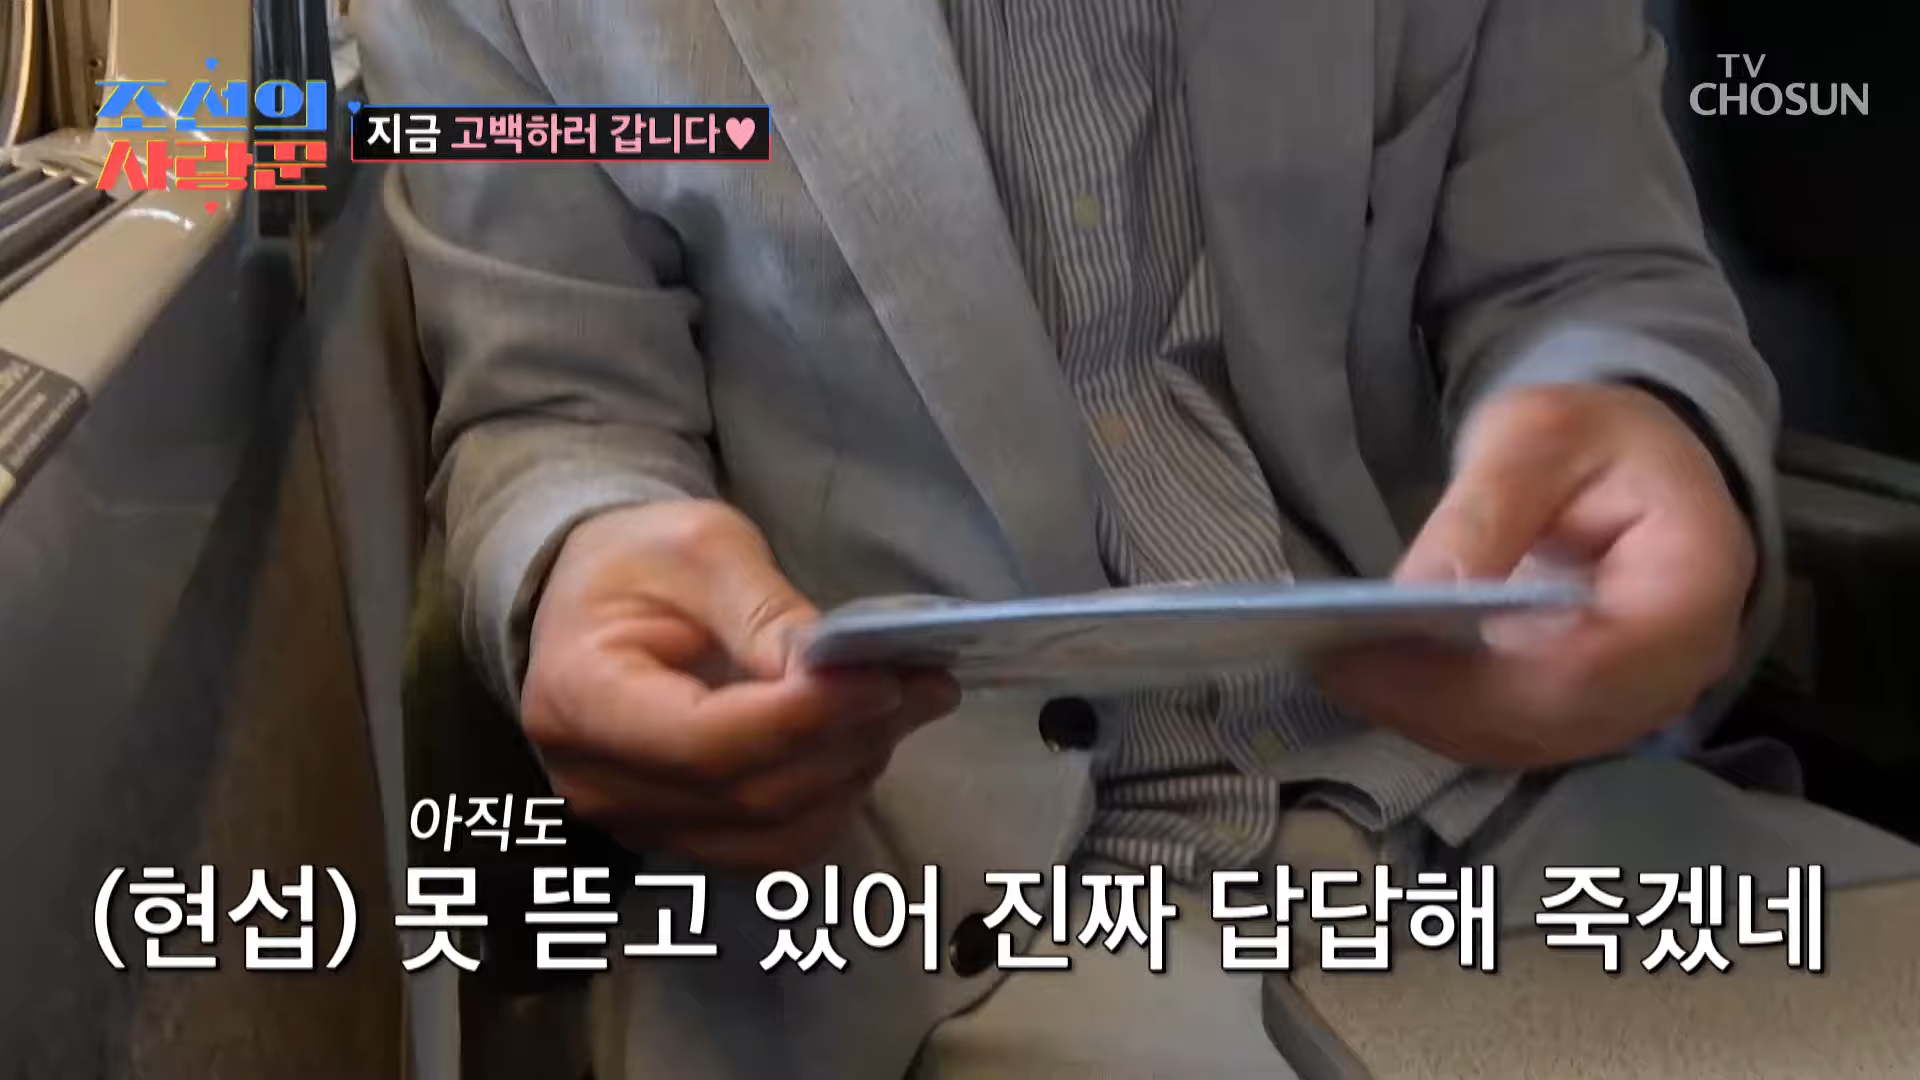 조선의
사랑꾼
지금 고백하러 갑니다♥
TV
CHOSUN
아직도
(현섭) 못 뜯고 있어 진짜 답답해 죽겠네